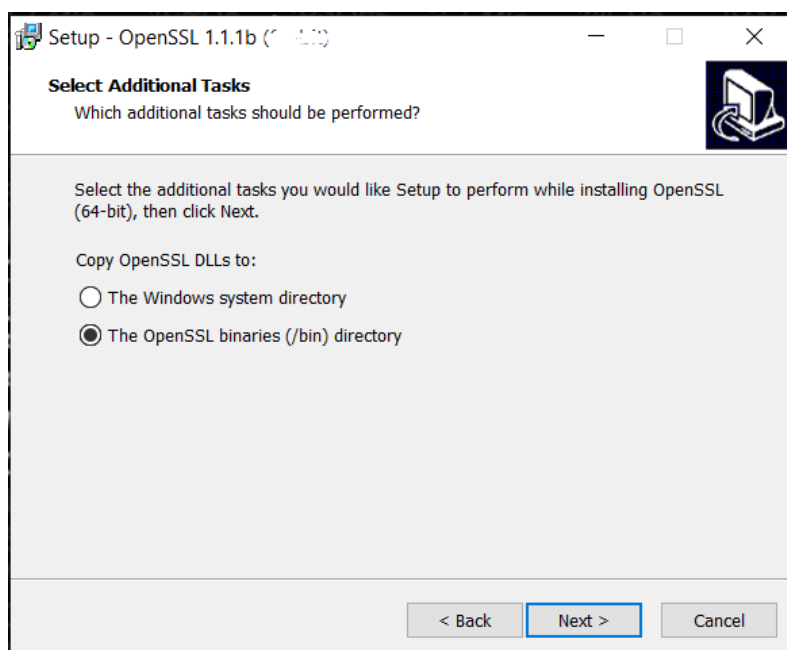 Setup - OpenSSL 1.1.1b
Select Additional Tasks
Which additional tasks should be performed?
Select the additional tasks you would like Setup to perform while installing OpenSSL
(64-bit), then click Next.
Copy OpenSSL DLLs to:
The Windows system directory
The OpenSSL binaries (/bin) directory
< Back
Next >
Cancel